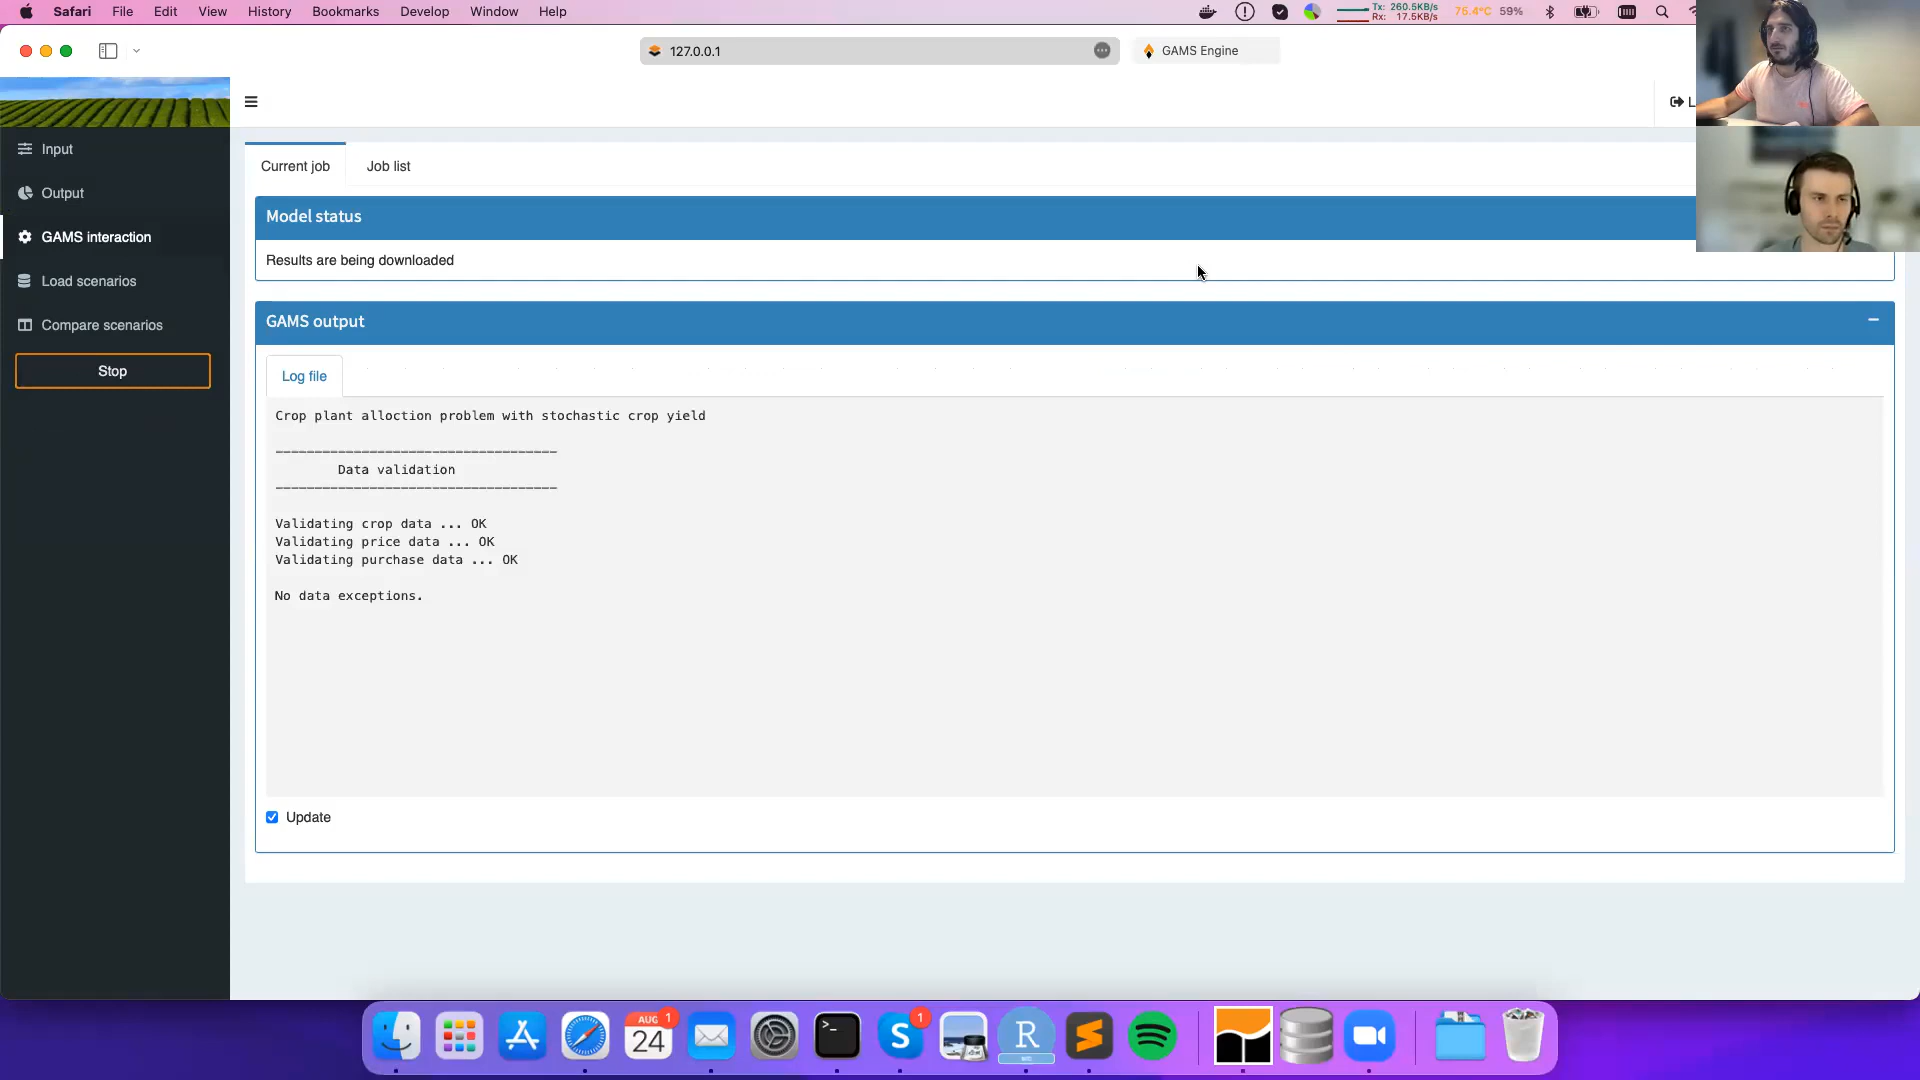 Safari File Edit View History Bookmarks Develop Window Help
Tx: 260.5KB/s
Rx: 17.5KB/s
75.4°C 59%
127.0.0.1
GAMS Engine
L
Input
Output
GAMS interaction
Load scenarios
Compare scenarios
Stop
Current job Job list
Model status
Results are being downloaded
GAMS output
Log file
Crop plant alloction problem with stochastic crop yield
------------------------------------
Data validation
------------------------------------
Validating crop data ... OK
Validating price data ... OK
Validating purchase data ... OK
No data exceptions.
Update
AUG 1
24
>_
S 1
R